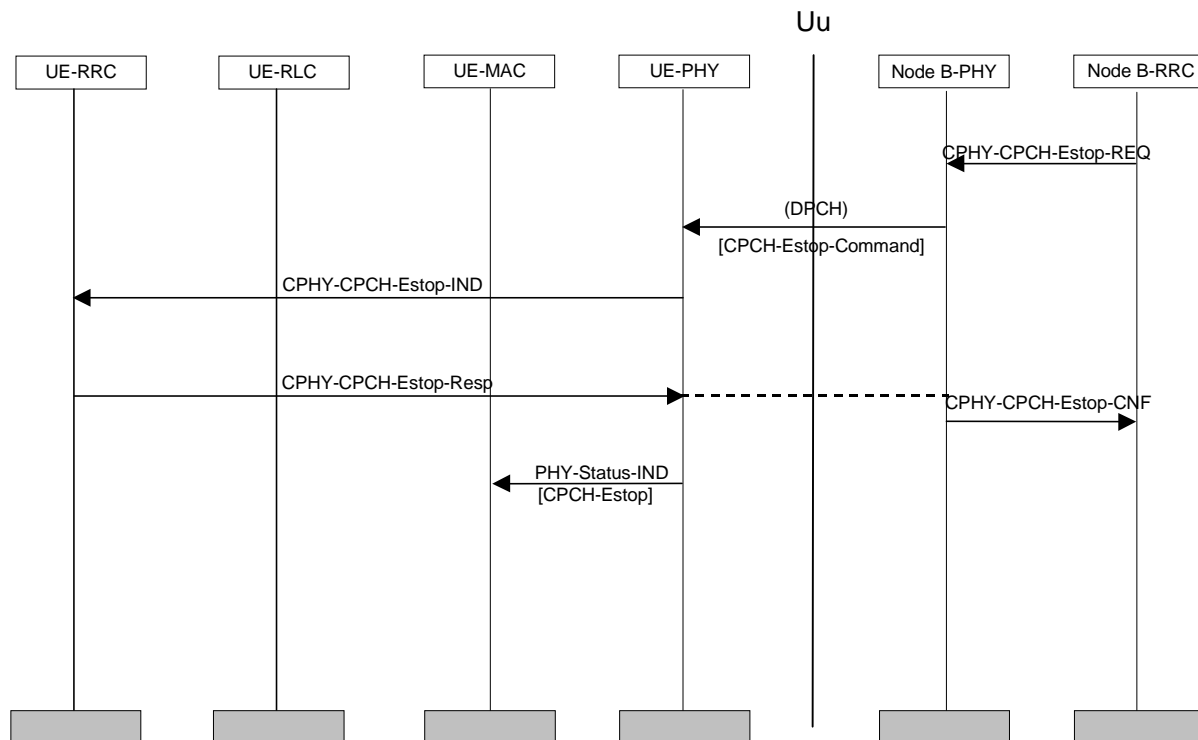 Uu
UE-RRC
UE-RLC
UE-MAC
UE-PHY
Node B-PHY
Node B-RRC
CPHY-CPCH-Estop-REQ
(DPCH)
[CPCH-Estop-Command]
CPHY-CPCH-Estop-IND
CPHY-CPCH-Estop-Resp
CPHY-CPCH-Estop-CNF
PHY-Status-IND
[CPCH-Estop]